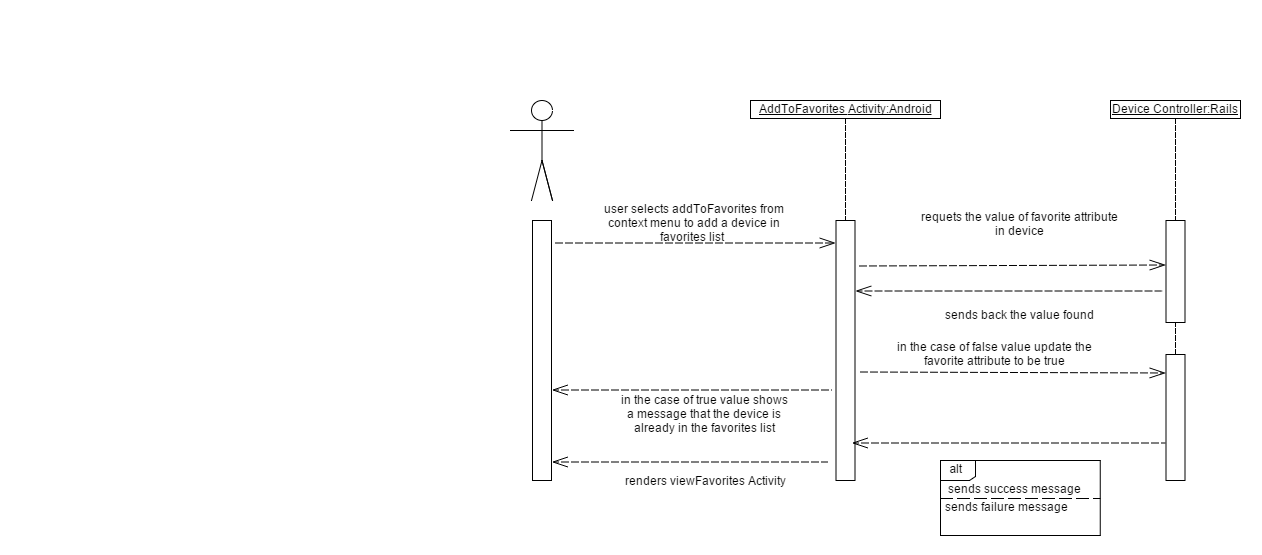 AddToFavorites Activity:Android
Device Controller:Rails
user selects addToFavorites from
context menu to add a device in
favorites list
requets the value of favorite attribute
in device
sends back the value found
in the case of false value update the
favorite attribute to be true
in the case of true value shows
a message that the device is
already in the favorites list
renders viewFavorites Activity
alt
sends success message
sends failure message